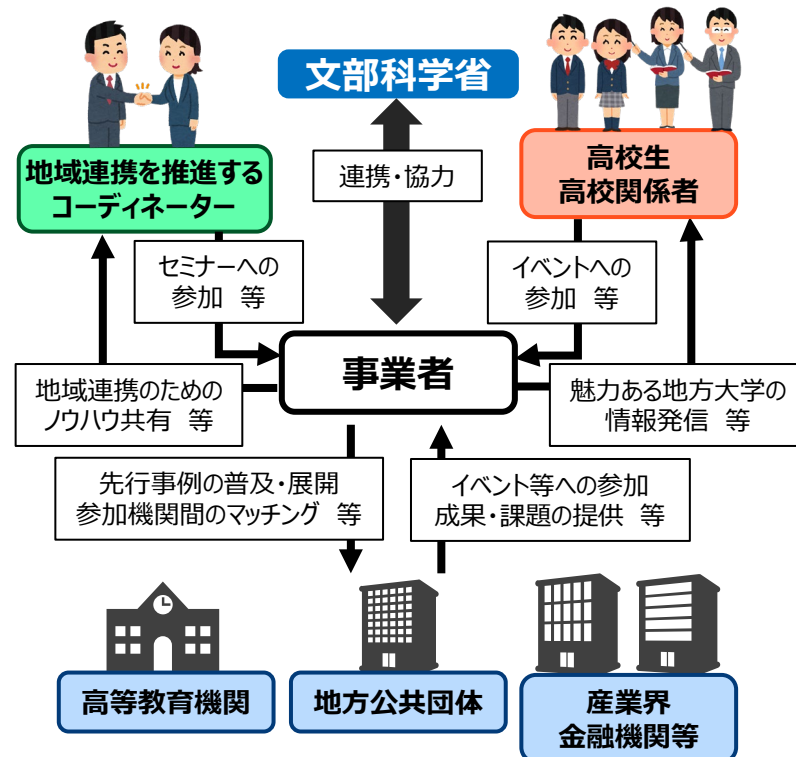 文部科学省
地域連携を推進する
コーディネーター
連携・協力
高校生
高校関係者
セミナーへの
参加　等
イベントへの
参加　等
事業者
地域連携のための
ノウハウ共有　等
魅力ある地方大学の
情報発信　等
先行事例の普及・展開
参加機関間のマッチング　等
イベント等への参加
成果・課題の提供　等
高等教育機関
地方公共団体
産業界
金融機関等